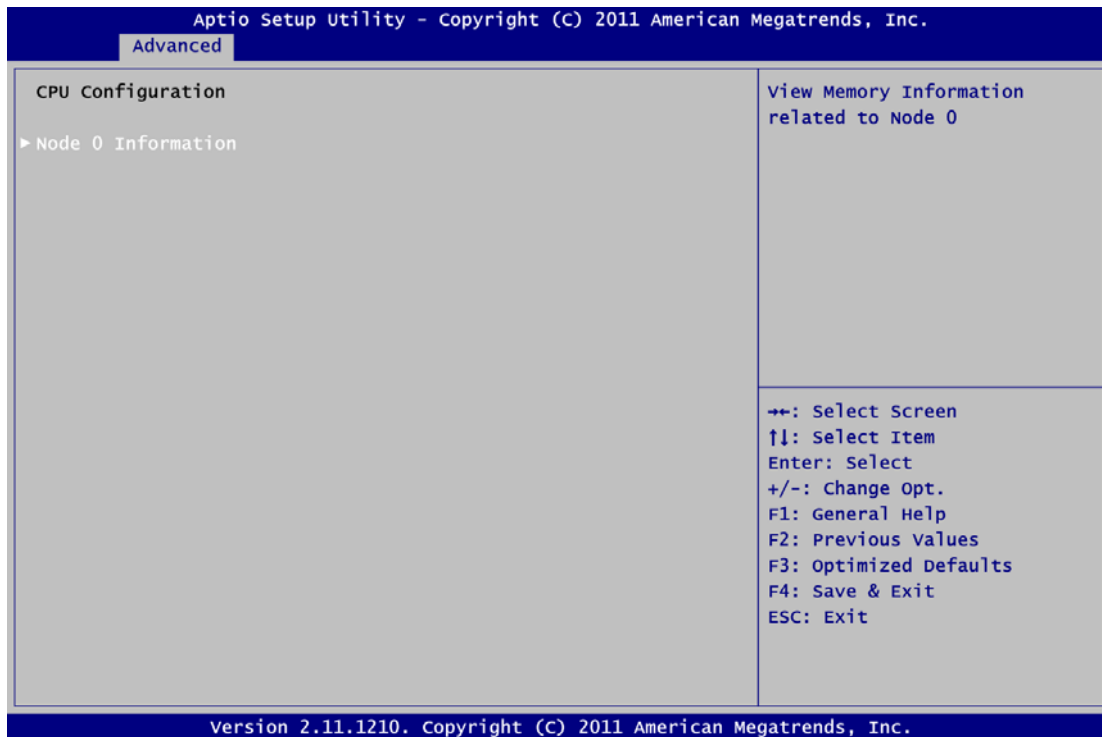 Aptio Setup Utility – Copyright (C) 2011 American Megatrends, Inc.
Advanced
CPU Configuration
▶ Node 0 Information
View Memory Information
related to Node 0
→←: Select Screen
↑↓: Select Item
Enter: Select
+/-: Change Opt.
F1: General Help
F2: Previous Values
F3: Optimized Defaults
F4: Save & Exit
ESC: Exit
Version 2.11.1210. Copyright (C) 2011 American Megatrends, Inc.